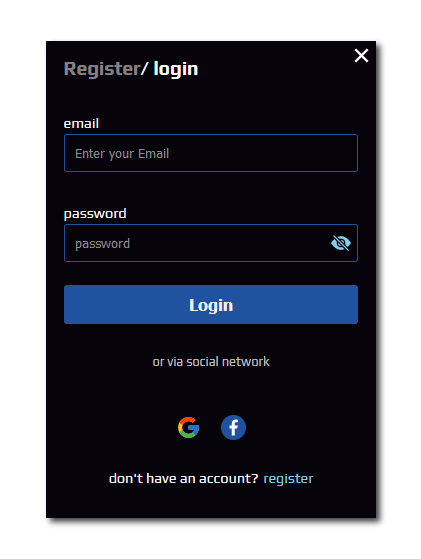 Register/ login
email
Enter your Email
password
password
Login
or via social network
don't have an account? register